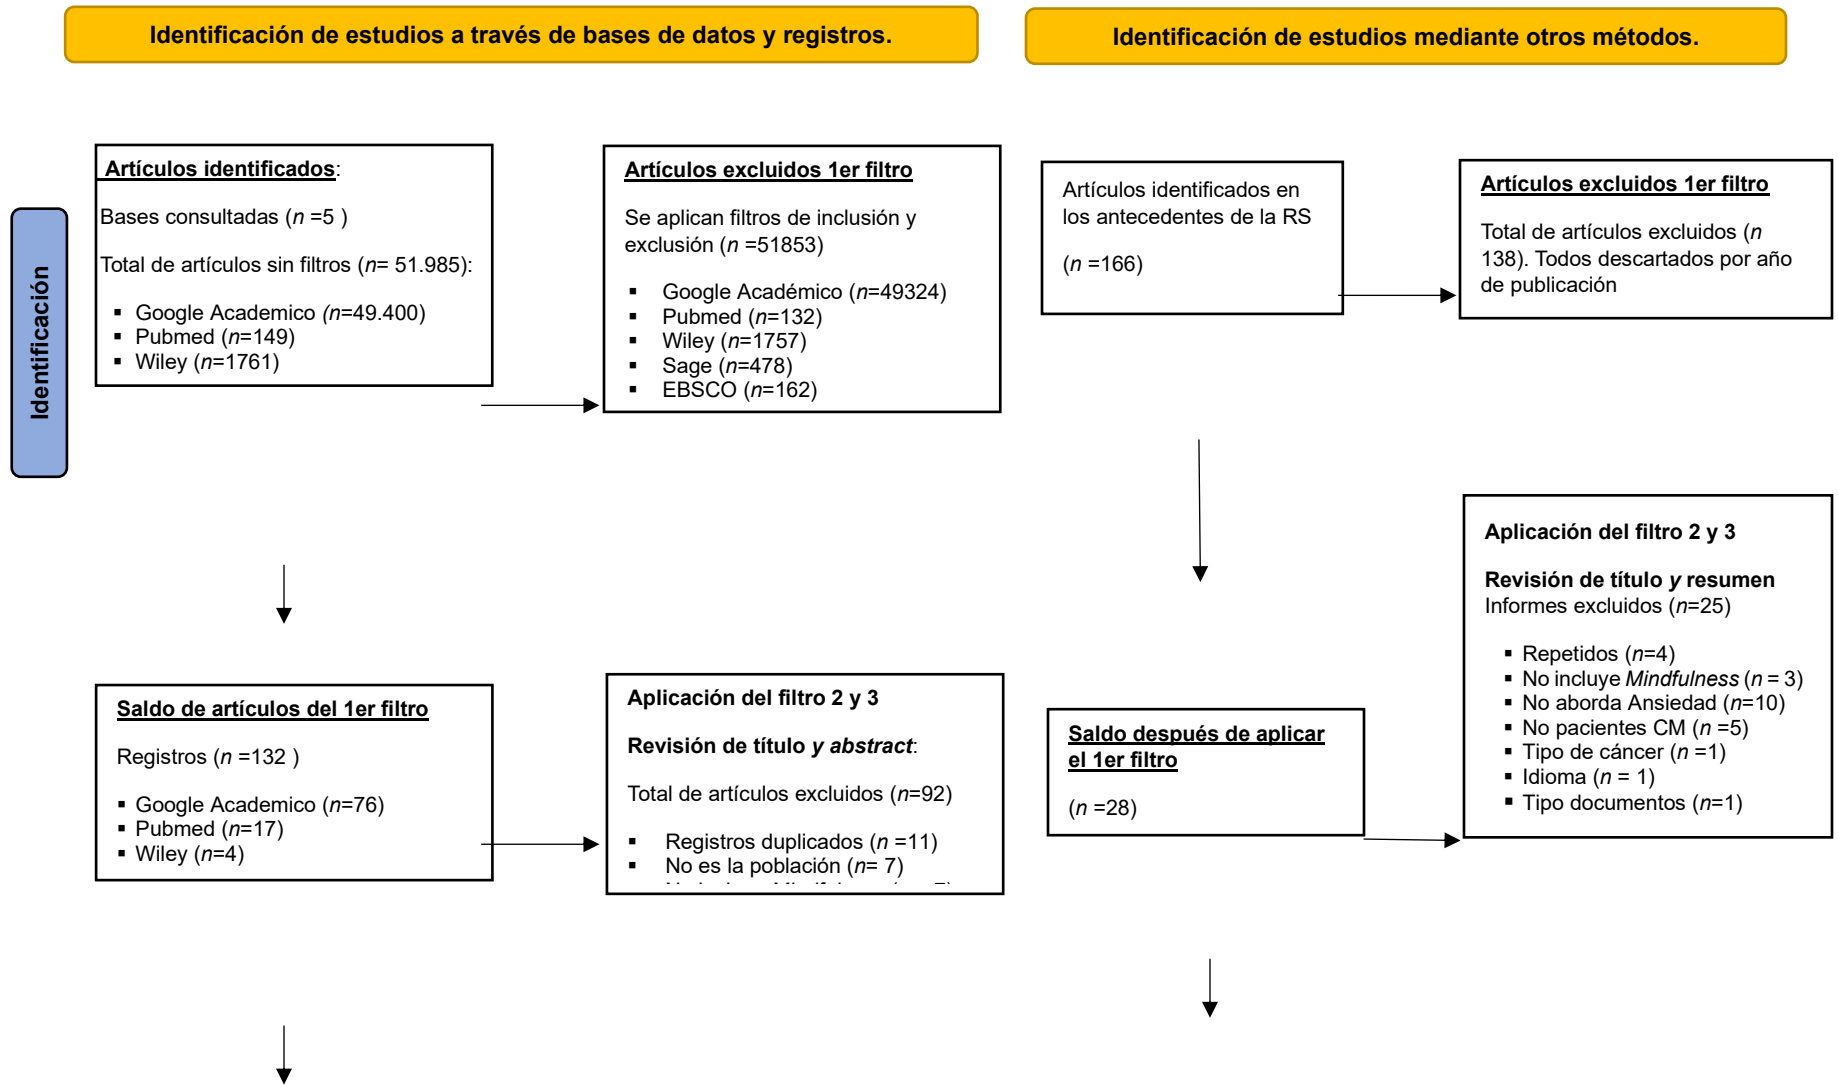 Identificación de estudios a través de bases de datos y registros.
Identificación de estudios mediante otros métodos.
Identificación
Artículos identificados:
Bases consultadas (n =5 )
Total de artículos sin filtros (n= 51.985):
▪ Google Academico (n=49.400)
▪ Pubmed (n=149)
▪ Wiley (n=1761)
Artículos excluidos 1er filtro
Se aplican filtros de inclusión y
exclusión (n =51853)
▪ Google Académico (n=49324)
▪ Pubmed (n=132)
▪ Wiley (n=1757)
▪ Sage (n=478)
▪ EBSCO (n=162)
Artículos identificados en
los antecedentes de la RS
(n =166)
Artículos excluidos 1er filtro
Total de artículos excluidos (n
138). Todos descartados por año
de publicación
Saldo de artículos del 1er filtro
Registros (n =132 )
▪ Google Academico (n=76)
▪ Pubmed (n=17)
▪ Wiley (n=4)
Aplicación del filtro 2 y 3
Revisión de título y abstract:
Total de artículos excluidos (n=92)
▪ Registros duplicados (n =11)
▪ No es la población (n= 7)
Saldo después de aplicar
el 1er filtro
(n =28)
Aplicación del filtro 2 y 3
Revisión de título y resumen
Informes excluidos (n=25)
▪ Repetidos (n=4)
▪ No incluye Mindfulness (n = 3)
▪ No aborda Ansiedad (n=10)
▪ No pacientes CM (n =5)
▪ Tipo de cáncer (n =1)
▪ Idioma (n = 1)
▪ Tipo documentos (n=1)